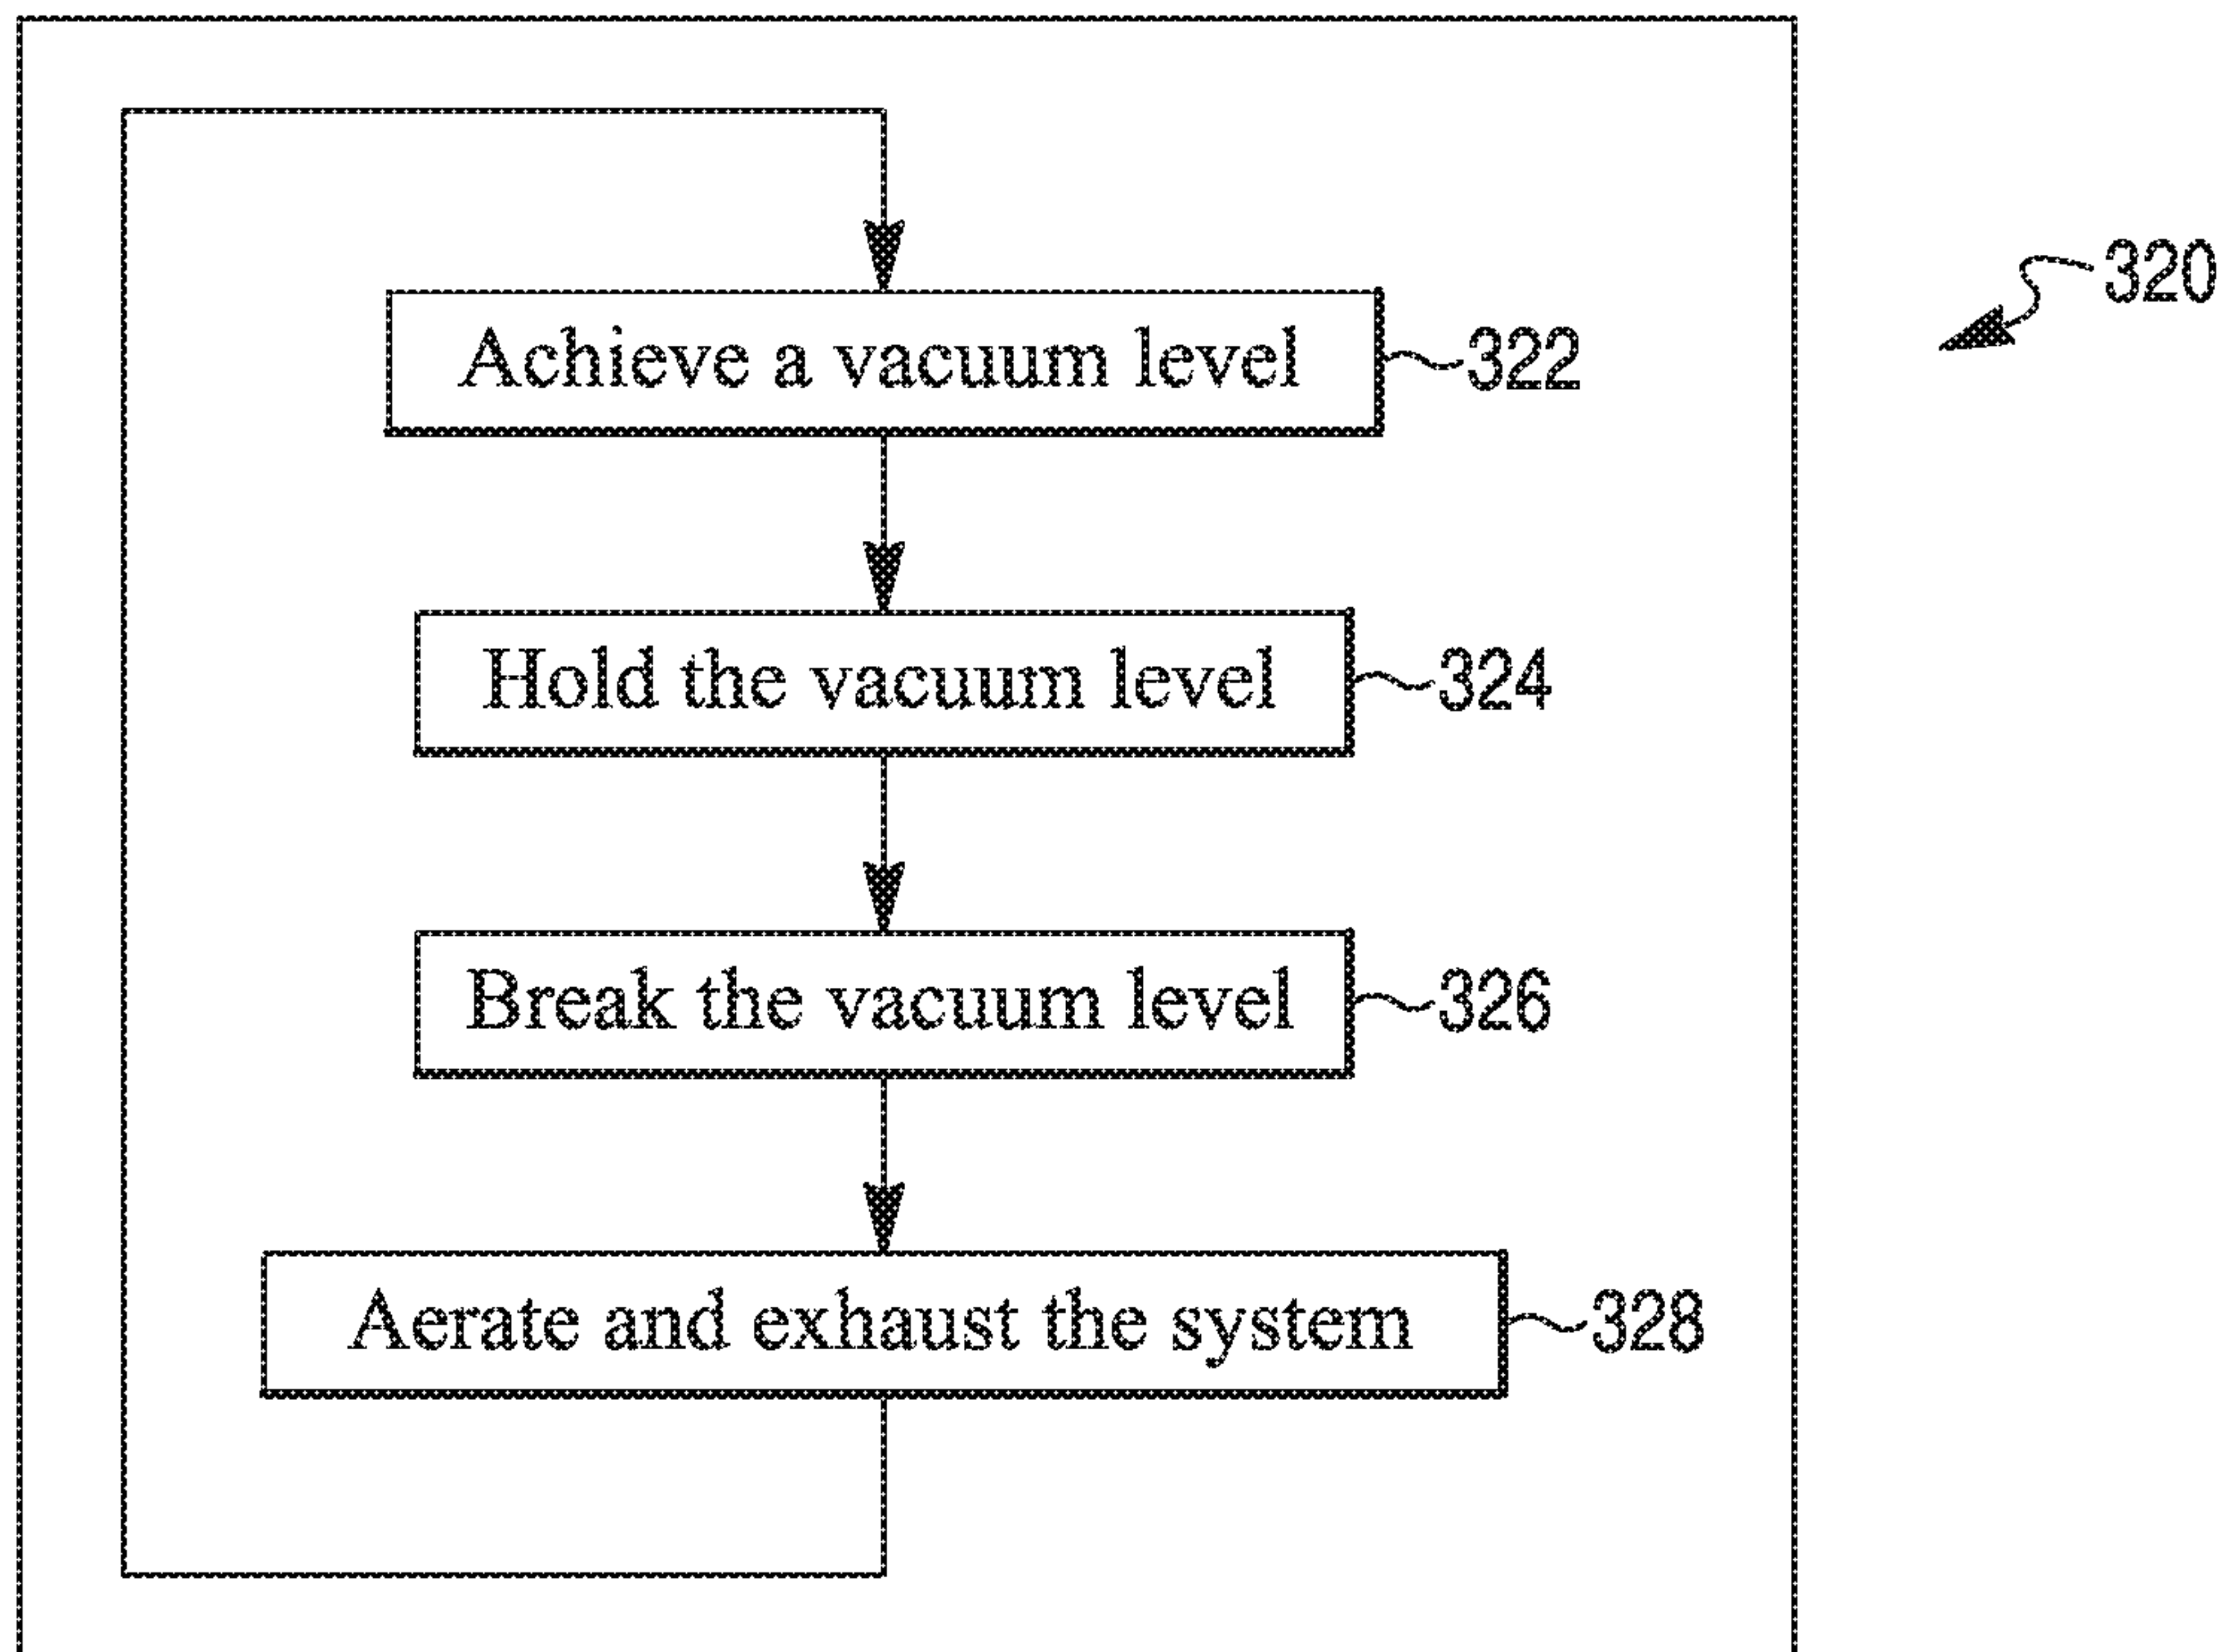 320
Achieve a vacuum level 322
Hold the vacuum level 324
Break the vacuum level 326
Aerate and exhaust the system 328